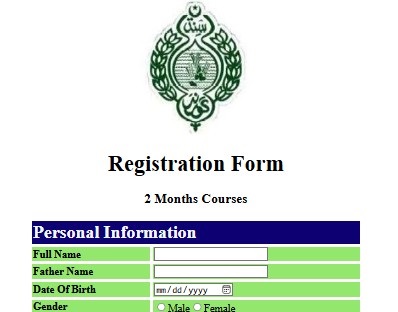 Registration Form
2 Months Courses
Personal Information
Full Name
Father Name
Date Of Birth mm/dd/yyyy
Gender Male Female